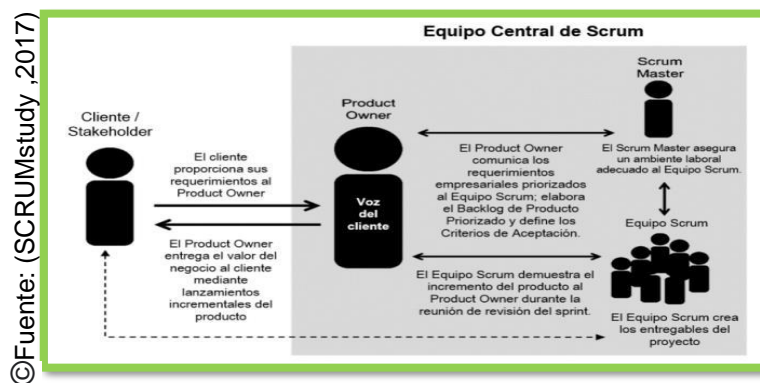 ©Fuente: (SCRUMstudy ,2017)
Equipo Central de Scrum
Cliente /
Stakeholder
El cliente
proporciona sus
requerimientos al
Product Owner
El Product Owner
entrega el valor del
negocio al cliente
mediante
lanzamientos
incrementales del
producto
Product
Owner
Voz
del
cliente
El Product Owner
comunica los
requerimientos
empresariales priorizados
al Equipo Scrum; elabora
el Backlog de Producto
Priorizado y define los
Criterios de Aceptación.
El Equipo Scrum demuestra el
incremento del producto al
Product Owner durante la
reunión de revisión del sprint.
Scrum
Master
El Scrum Master asegura
un ambiente laboral
adecuado al Equipo Scrum.
Equipo Scrum
El Equipo Scrum crea
los entregables del
proyecto